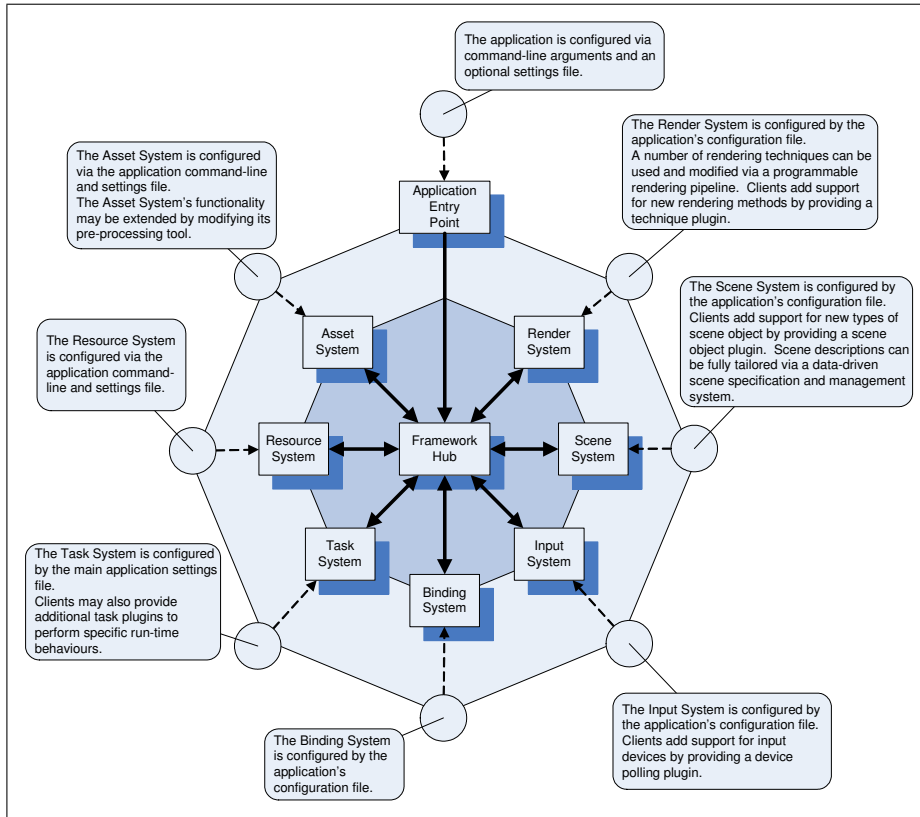 The application is configured via
command-line arguments and an
optional settings file.
The Render System is configured by the
application's configuration file.
A number of rendering techniques can be
used and modified via a programmable
rendering pipeline. Clients add support
for new rendering methods by providing a
technique plugin.
The Asset System is configured
via the application command-line
and settings file.
The Asset System's functionality
may be extended by modifying its
pre-processing tool.
Application
Entry
Point
The Scene System is configured by
the application's configuration file.
Clients add support for new types of
scene object by providing a scene
object plugin. Scene descriptions can
be fully tailored via a data-driven
scene specification and management
system.
The Resource System
is configured via the
application command-
line and settings file.
Asset
System
Render
System
Resource
System
Framework
Hub
Scene
System
Task
System
Input
System
Binding
System
The Task System is configured
by the main application settings
file.
Clients may also provide
additional task plugins to
perform specific run-time
behaviours.
The Input System is configured by
the application's configuration file.
Clients add support for input
devices by providing a device
polling plugin.
The Binding System
is configured by the
application's
configuration file.